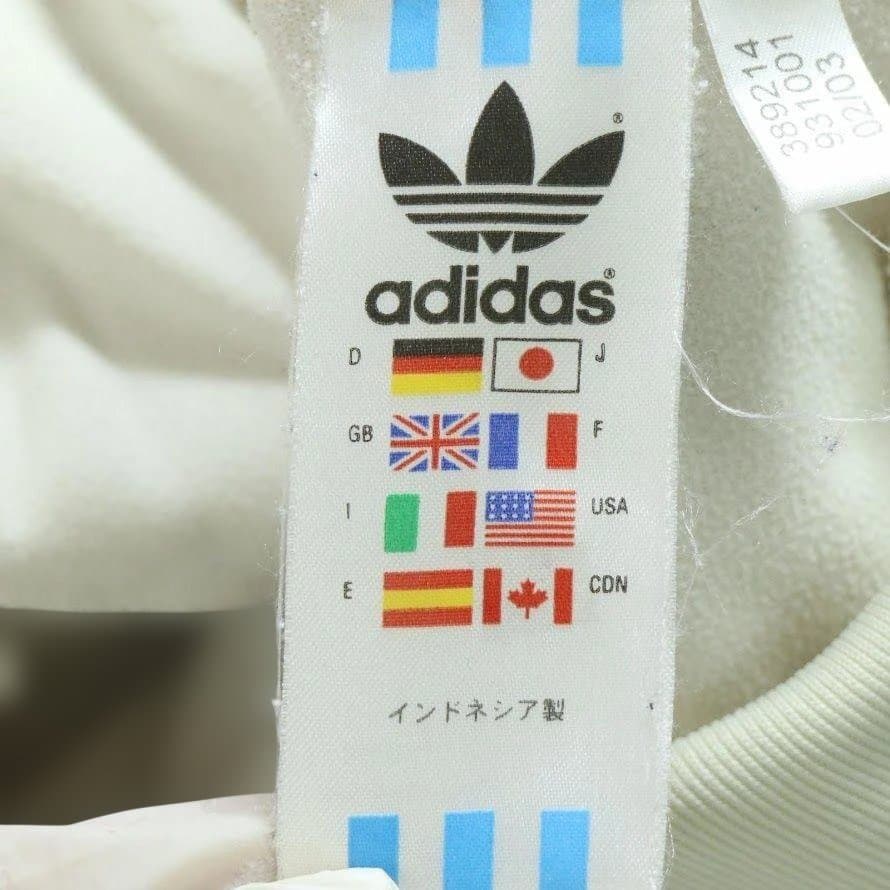 389214
931001
02/03
®
adidas®
D J
GB F
I USA
E CDN
インドネシア製